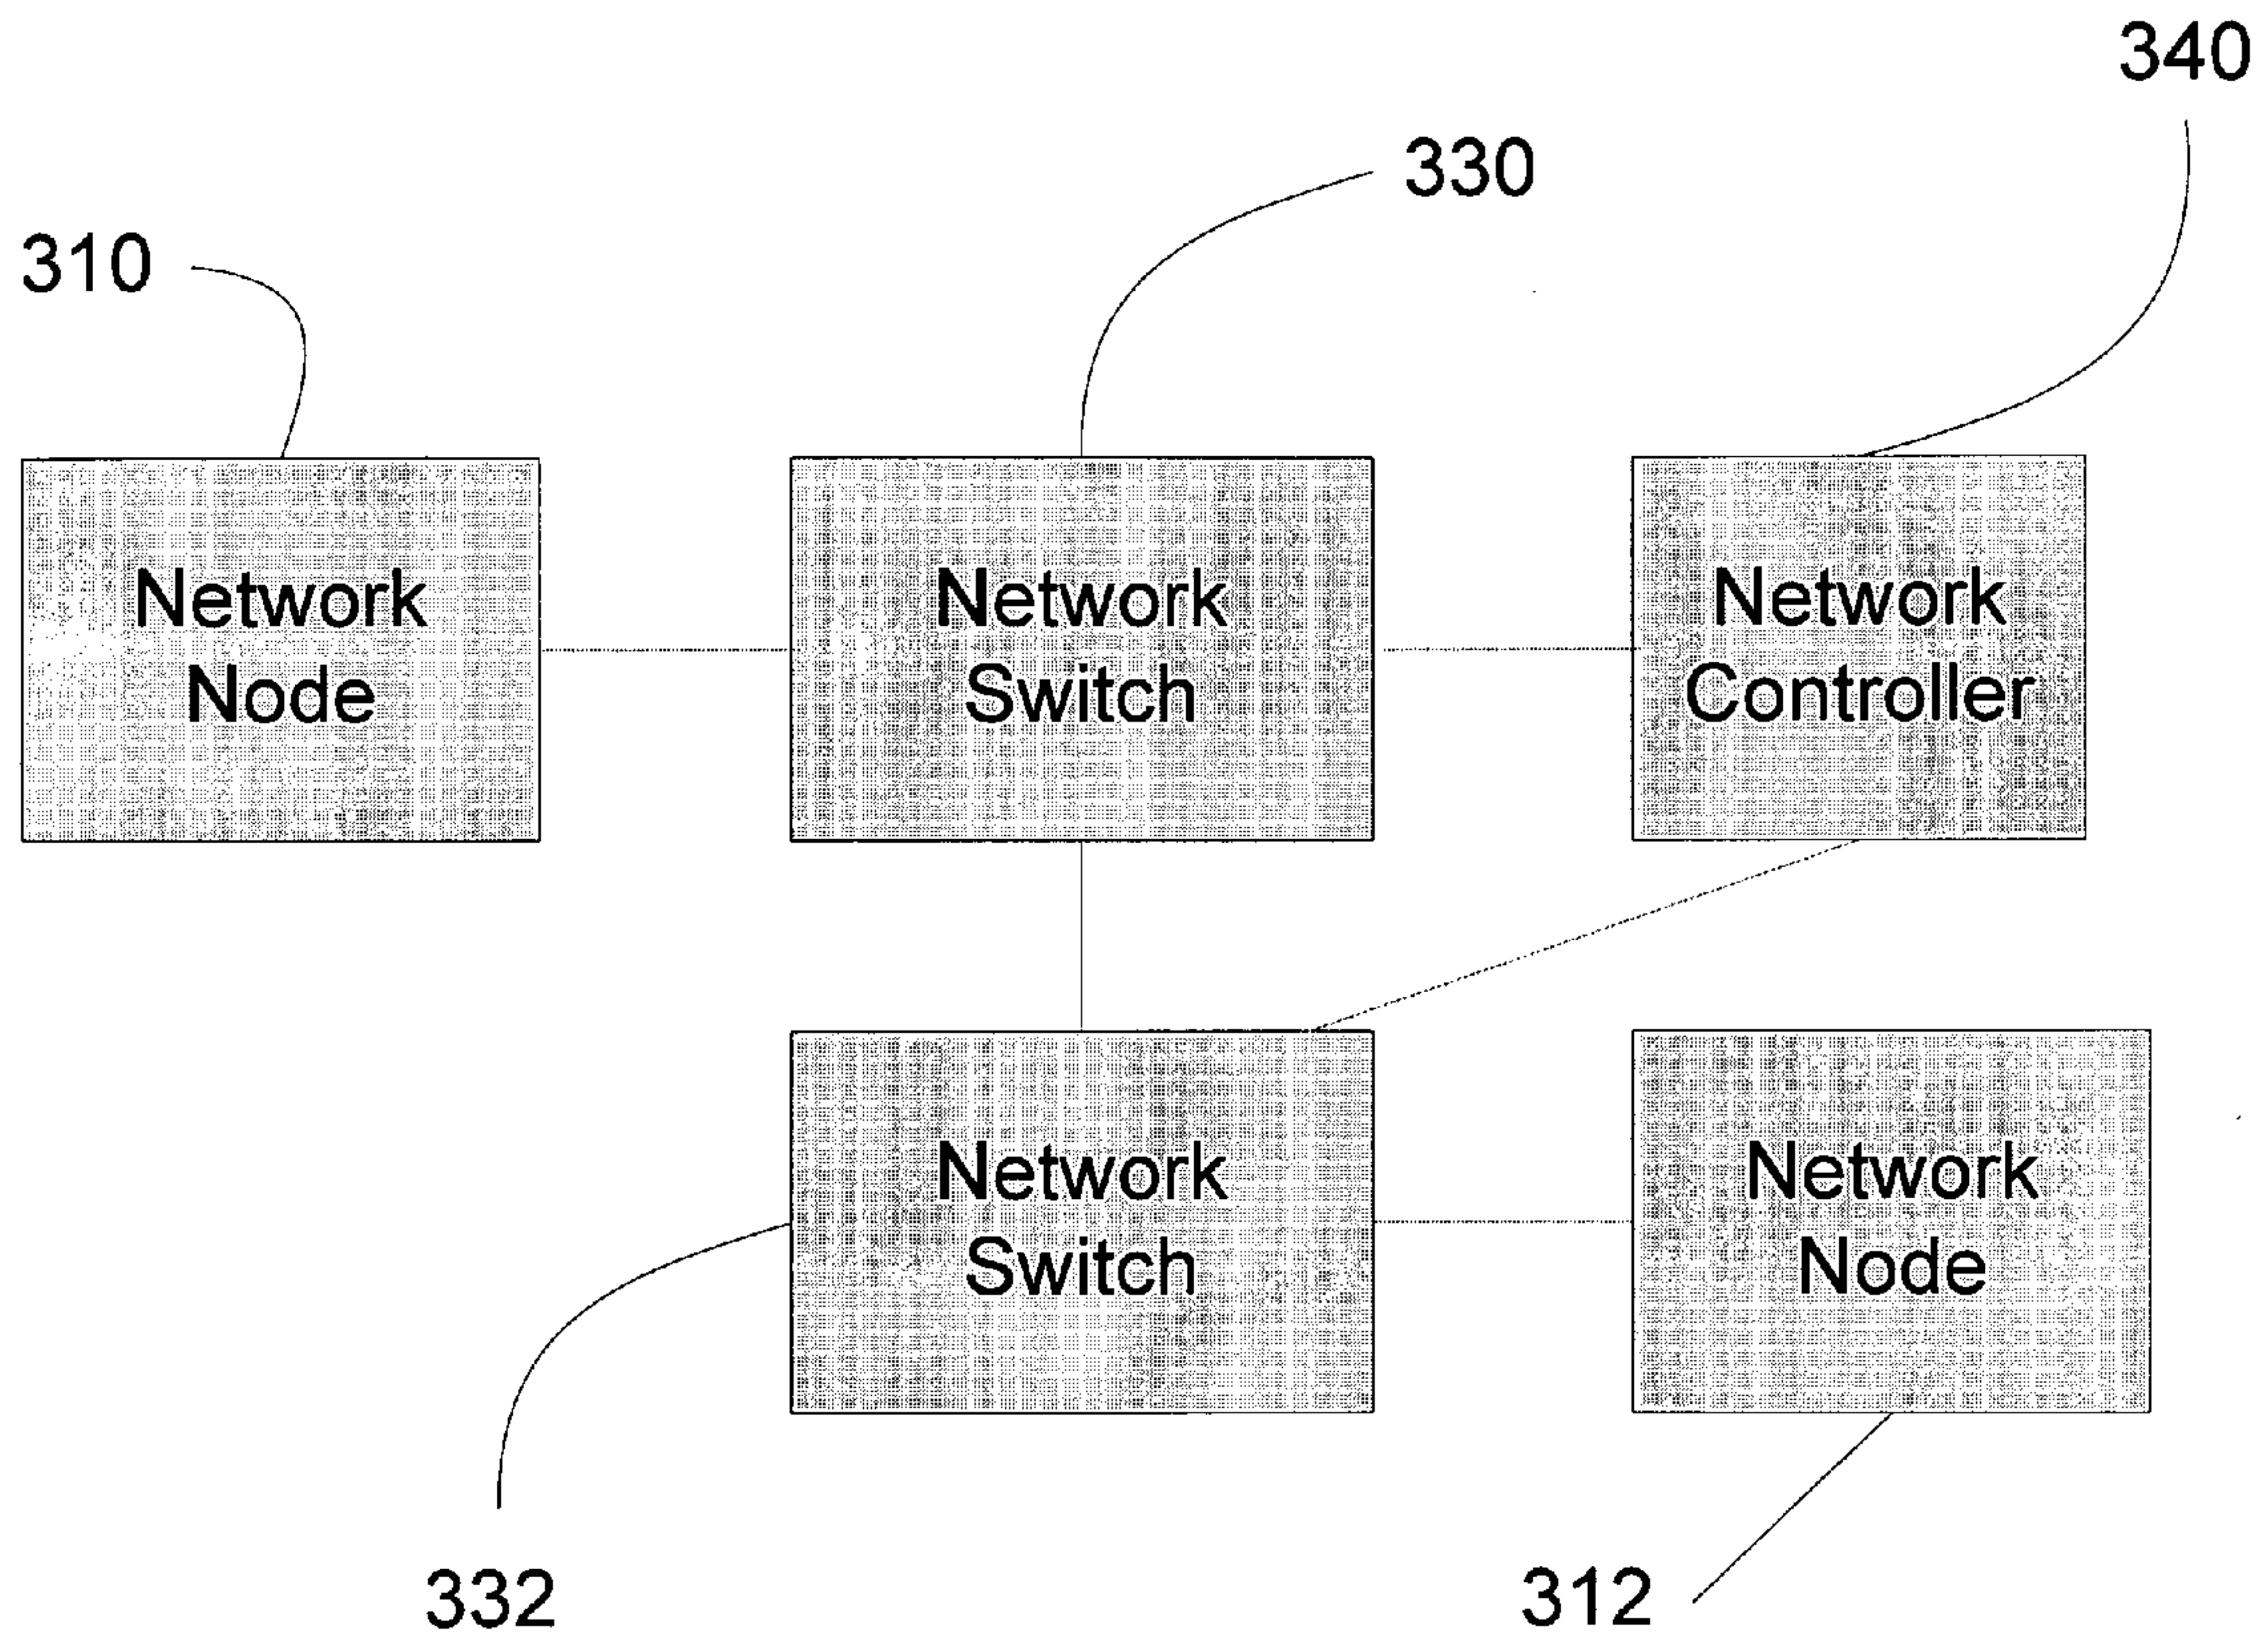 340
330
310
Network
Node
Network
Switch
Network
Controller
Network
Switch
Network
Node
332
312